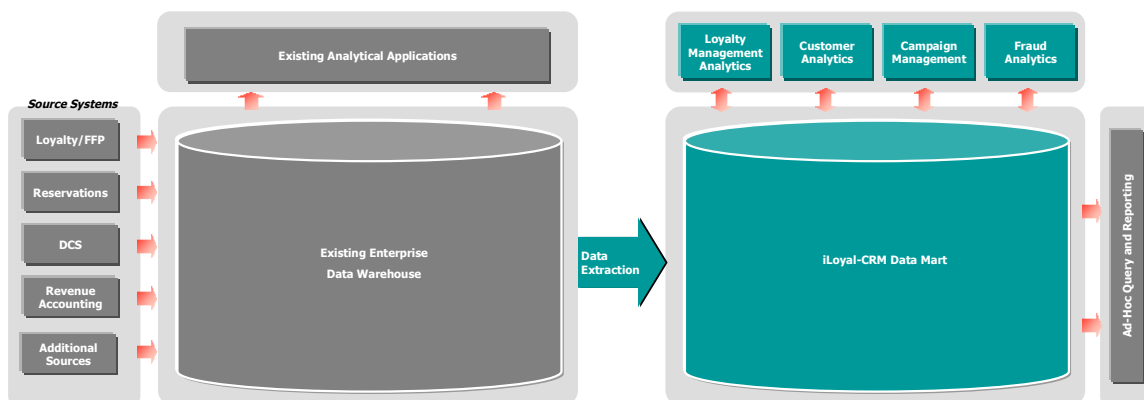 Existing Analytical Applications
Loyalty
Management
Analytics
Customer
Analytics
Campaign
Management
Fraud
Analytics
Source Systems
Loyalty/FFP
Reservations
DCS
Revenue
Accounting
Additional
Sources
Existing Enterprise
Data Warehouse
Data
Extraction
iLoyal-CRM Data Mart
Ad-Hoc Query and Reporting